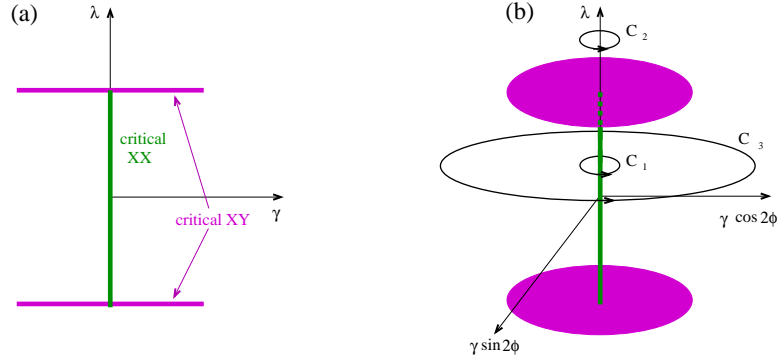 (a)
λ
critical
XX
γ
critical XY
(b)
λ
C 2
C 3
C 1
γ cos 2ϕ
γ sin 2ϕ